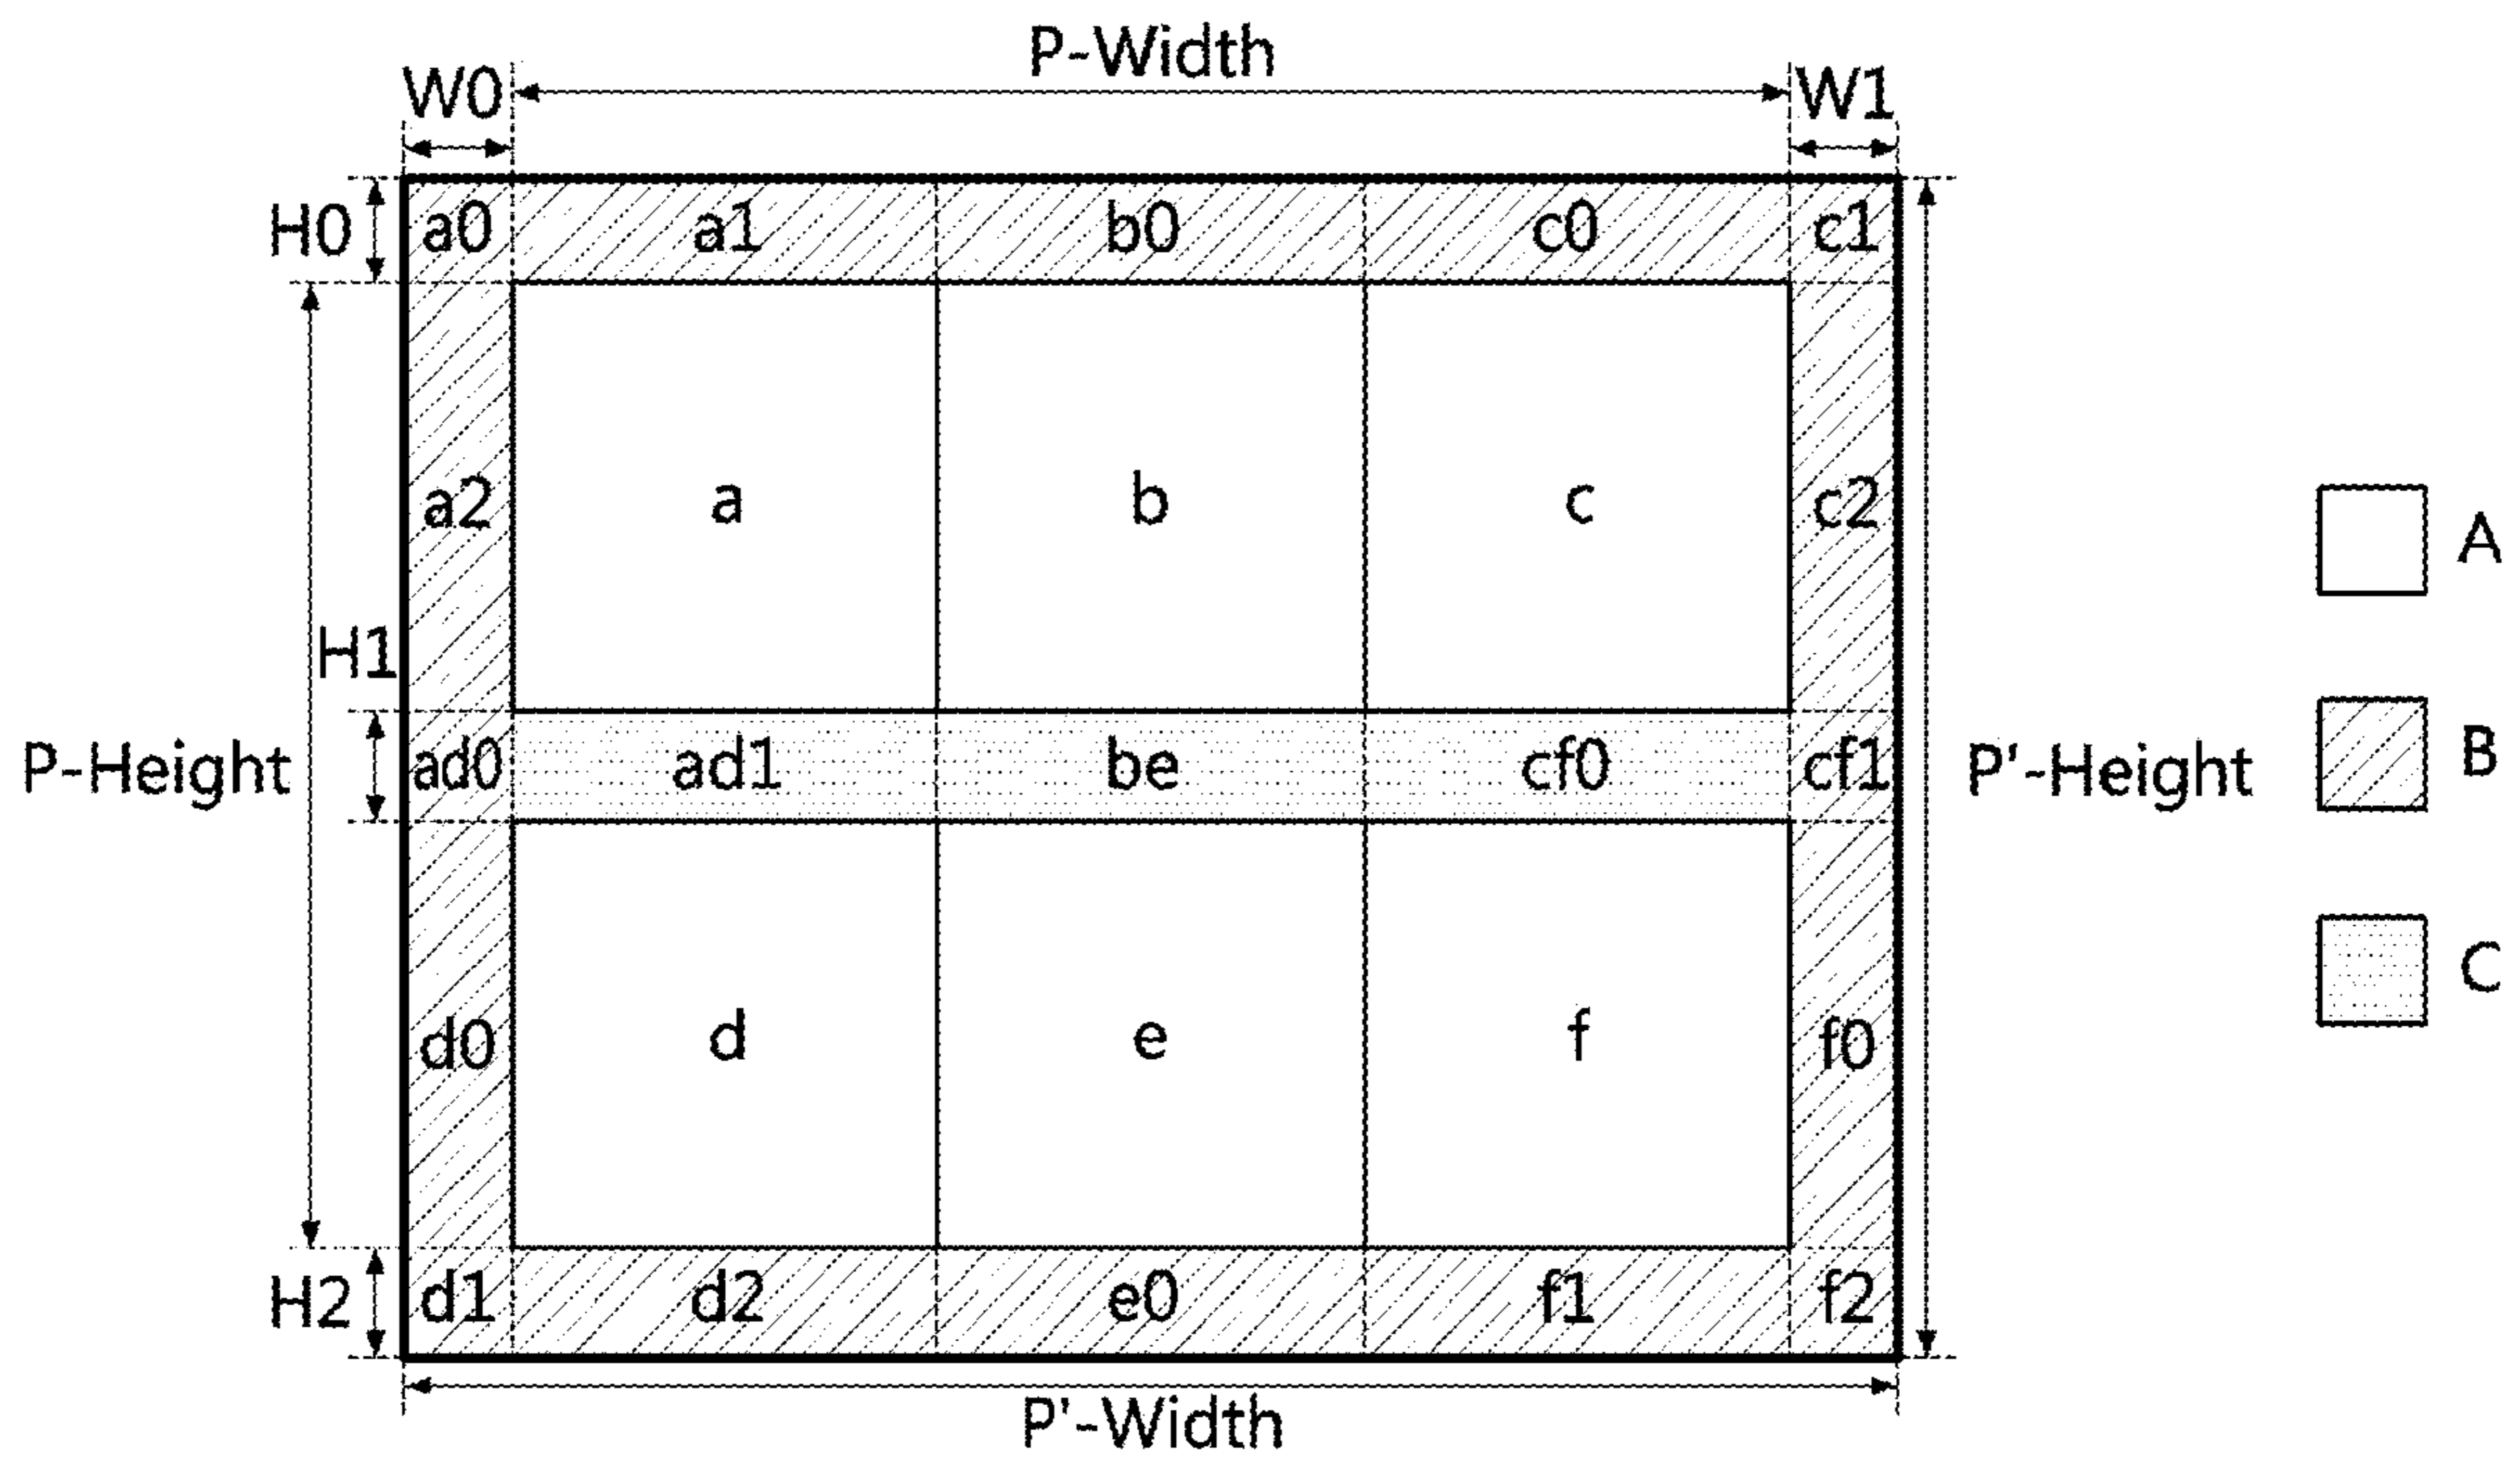 P-Width
W0
W1
H0
a0
a1
b0
c0
c1
a2
a
b
c
c2
A
H1
P-Height
ad0
ad1
be
cf0
cf1
P'-Height
B
C
d0
d
e
f
f0
H2
d1
d2
e0
f1
f2
P'-Width